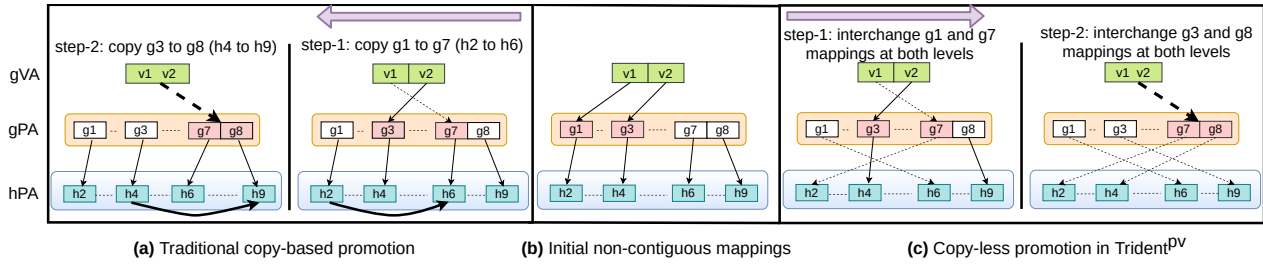 step-2: copy g3 to g8 (h4 to h9)
step-1: copy g1 to g7 (h2 to h6)
step-1: interchange g1 and g7
mappings at both levels
step-2: interchange g3 and g8
mappings at both levels
gVA
v1 v2
v1 v2
v1 v2
v1 v2
v1 v2
gPA
g1 g3 g7 g8
g1 g3 g7 g8
g1 g3 g7 g8
g1 g3 g7 g8
g1 g3 g7 g8
hPA
h2 h4 h6 h9
h2 h4 h6 h9
h2 h4 h6 h9
h2 h4 h6 h9
h2 h4 h6 h9
(a) Traditional copy-based promotion
(b) Initial non-contiguous mappings
(c) Copy-less promotion in Trident^pv